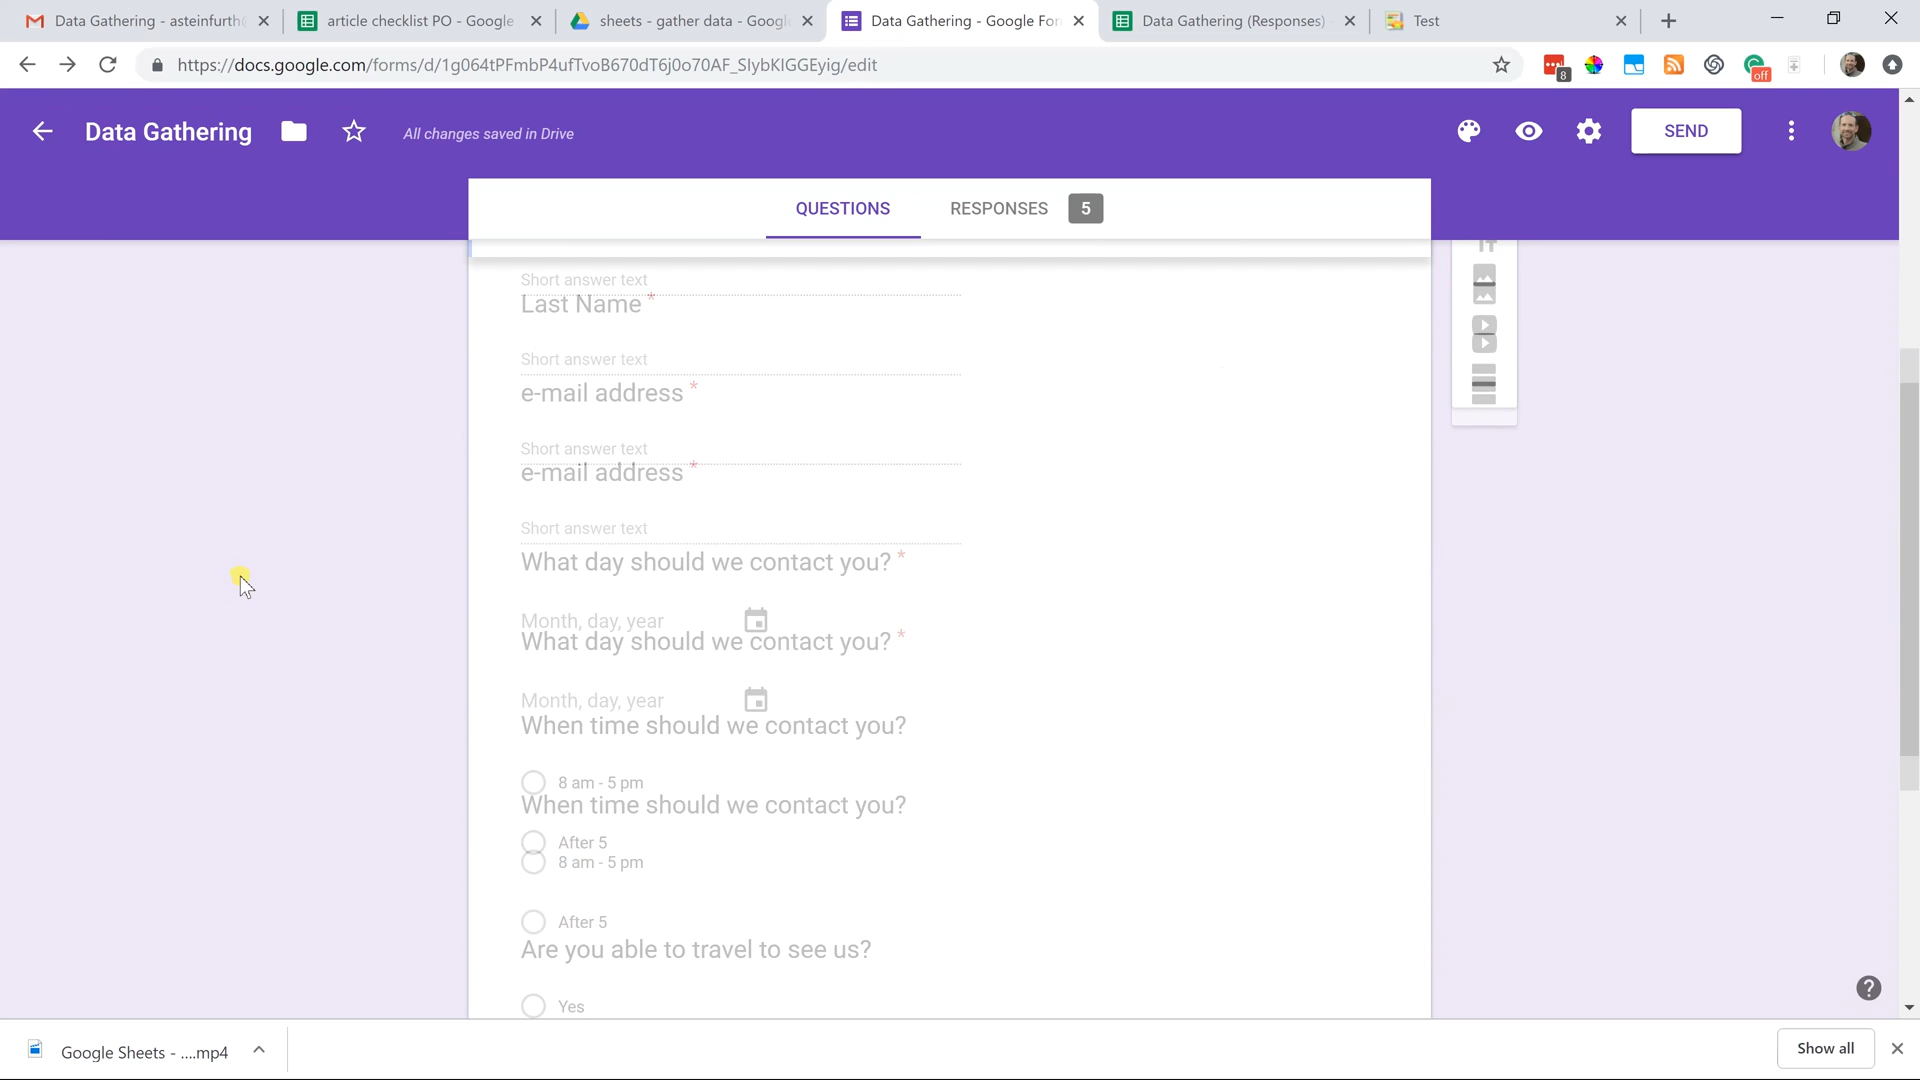 Data Gathering - asteinfurth
article checklist PO - Google
sheets - gather data - Google
Data Gathering - Google For
Data Gathering (Responses) -
Test
https://docs.google.com/forms/d/1g064tPFmbP4ufTvoB670dT6j0o70AF_SIybKIGGEyig/edit
8
off
Data Gathering
All changes saved in Drive
SEND
QUESTIONS
RESPONSES 5
Short answer text
Last Name *
Short answer text
e-mail address *
Short answer text
e-mail address *
Short answer text
What day should we contact you? *
Month, day, year
What day should we contact you? *
Month, day, year
When time should we contact you?
8 am - 5 pm
When time should we contact you?
After 5
8 am - 5 pm
After 5
Are you able to travel to see us?
Yes
Google Sheets - ....mp4
Show all